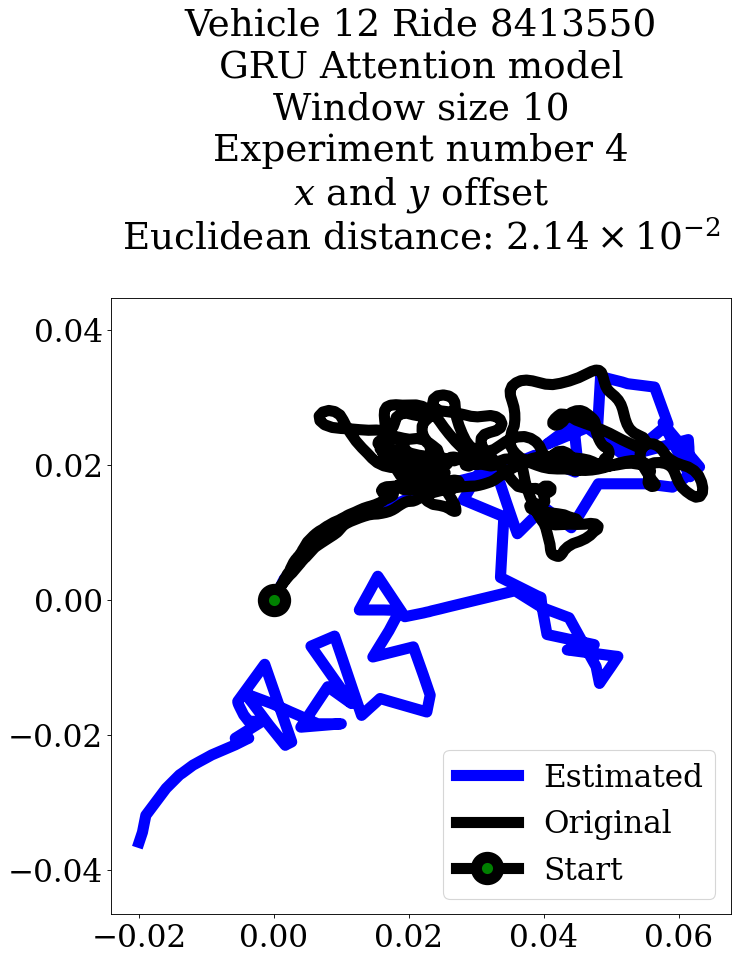 Vehicle 12 Ride 8413550
GRU Attention model
Window size 10
Experiment number 4
x and y offset
Euclidean distance: 2.14 × 10⁻²
0.04
0.02
0.00
−0.02
−0.04
Estimated
Original
Start
−0.02 0.00 0.02 0.04 0.06